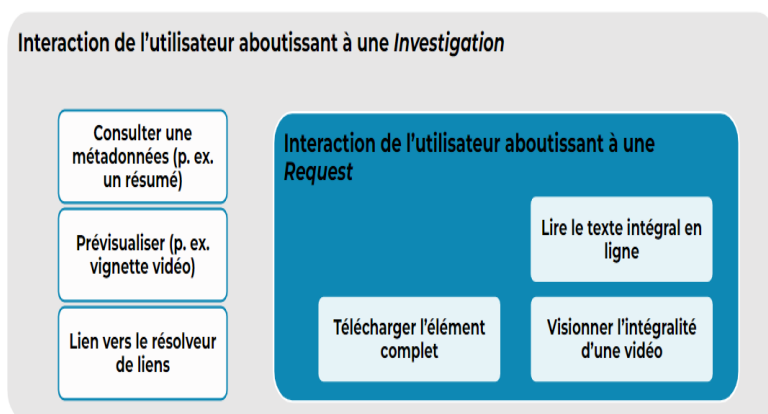 Interaction de l'utilisateur aboutissant à une Investigation
Consulter une
métadonnées (p. ex.
un résumé)
Prévisualiser (p. ex.
vignette vidéo)
Lien vers le résolveur
de liens
Interaction de l'utilisateur aboutissant à une
Request
Lire le texte intégral en
ligne
Télécharger l'élément
complet
Visionner l'intégralité
d'une vidéo